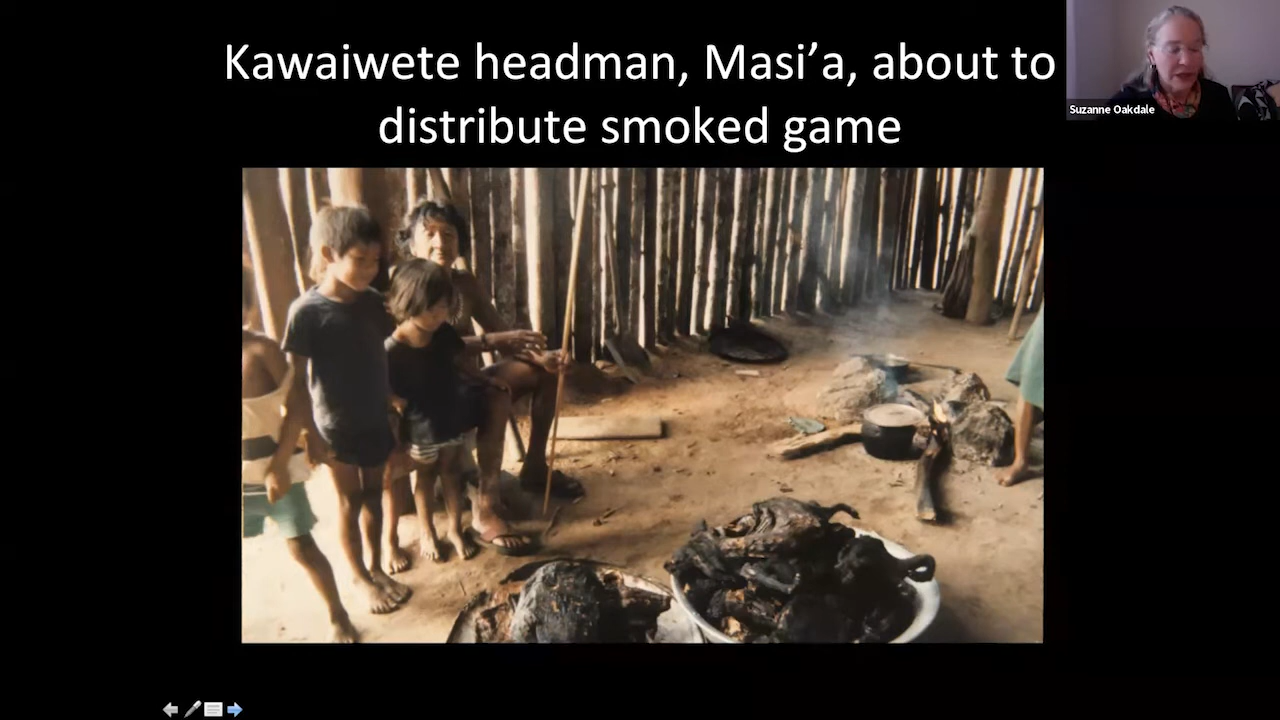 Kawaiwete headman, Masi’a, about to
distribute smoked game
Suzanne Oakdale